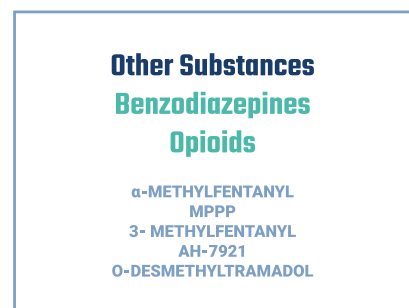 Other Substances
Benzodiazepines
Opioids
α-METHYLFENTANYL
MPPP
3- METHYLFENTANYL
AH-7921
O-DESMETHYLTRAMADOL